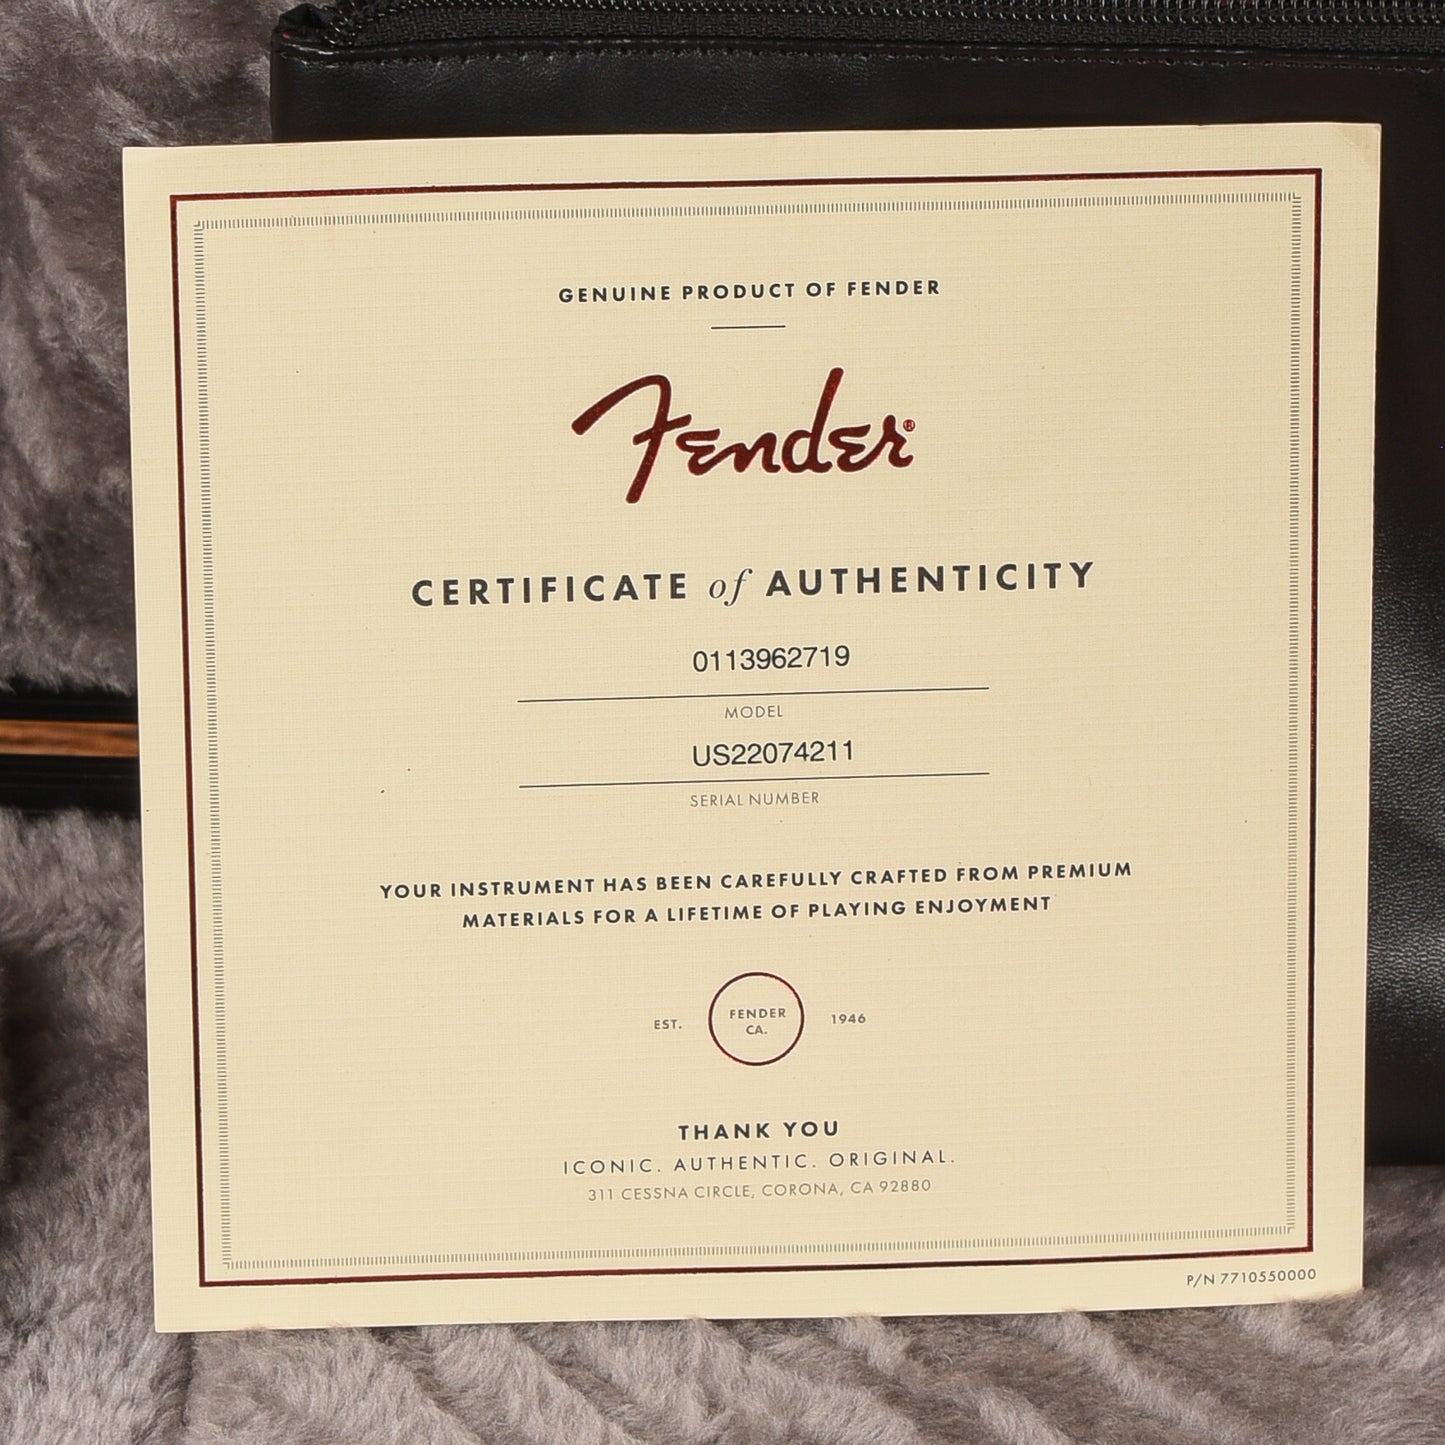 GENUINE PRODUCT OF FENDER
Fender®
CERTIFICATE of AUTHENTICITY
0113962719
MODEL
US22074211
SERIAL NUMBER
YOUR INSTRUMENT HAS BEEN CAREFULLY CRAFTED FROM PREMIUM
MATERIALS FOR A LIFETIME OF PLAYING ENJOYMENT
EST. FENDER CA. 1946
THANK YOU
ICONIC. AUTHENTIC. ORIGINAL.
311 CESSNA CIRCLE, CORONA, CA 92880
P/N 7710550000